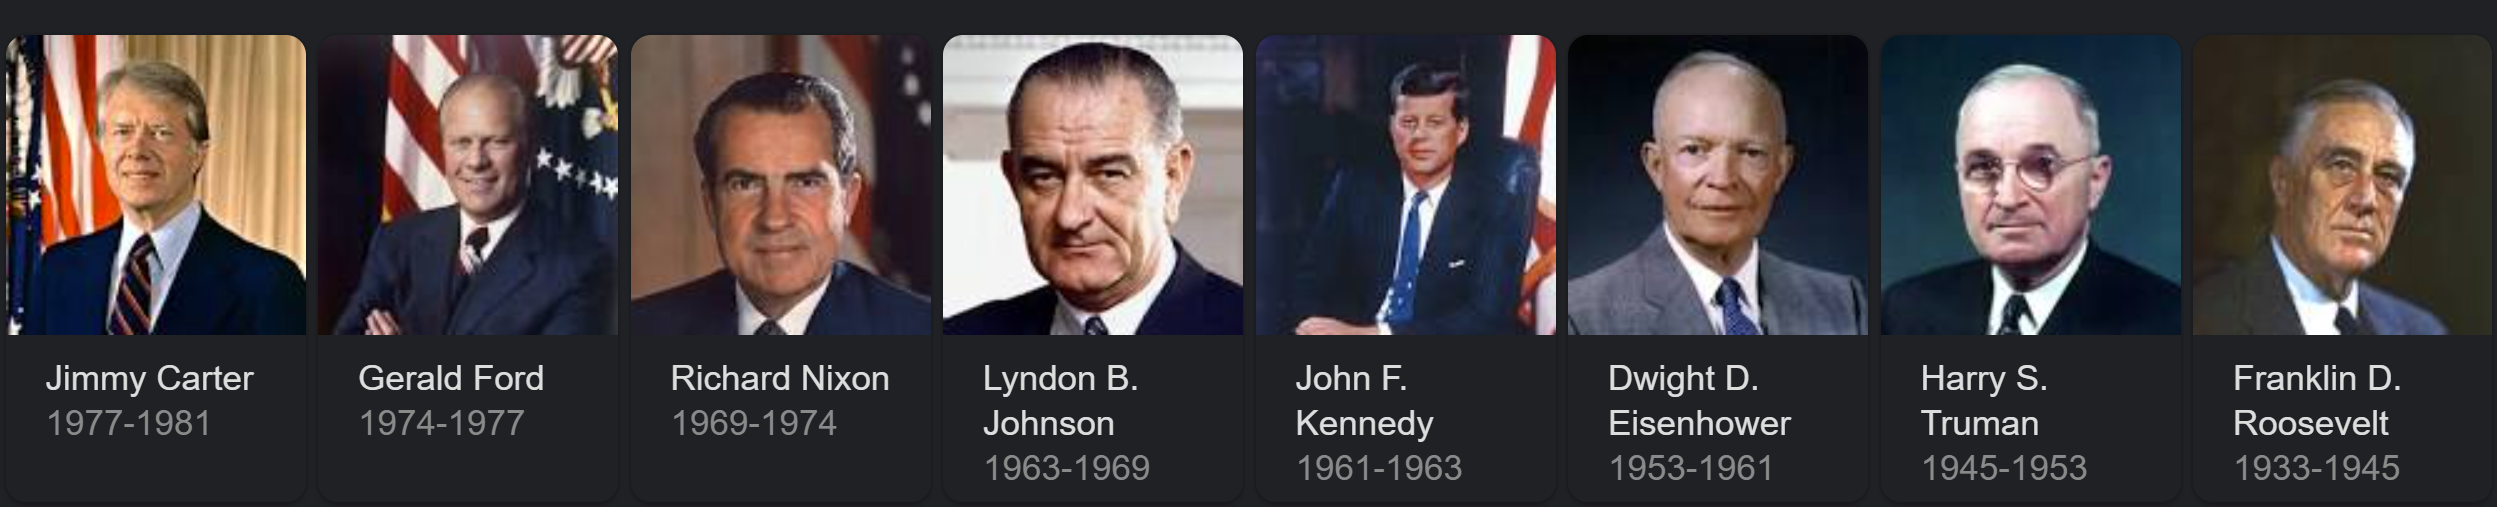 Jimmy Carter
1977-1981
Gerald Ford
1974-1977
Richard Nixon
1969-1974
Lyndon B.
Johnson
1963-1969
John F.
Kennedy
1961-1963
Dwight D.
Eisenhower
1953-1961
Harry S.
Truman
1945-1953
Franklin D.
Roosevelt
1933-1945